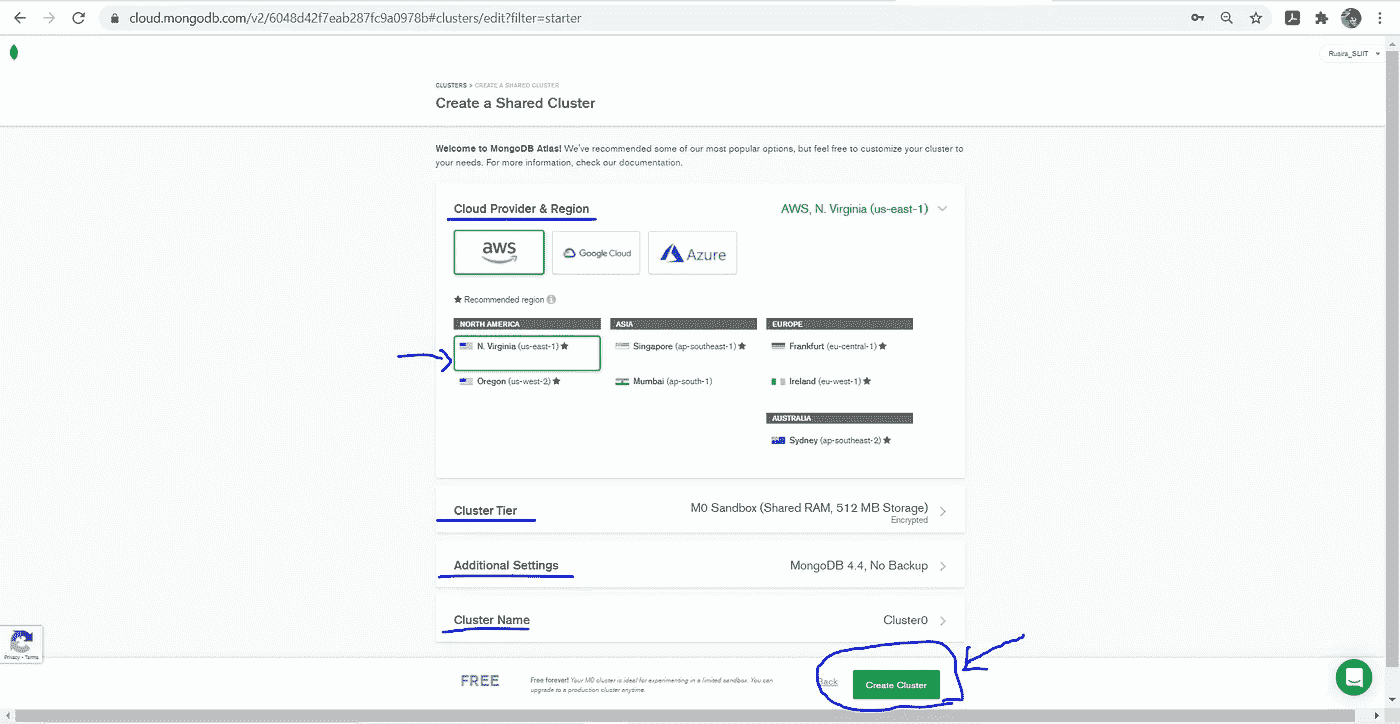 cloud.mongodb.com/v2/6048d42f7eab287fc9a0978b#clusters/edit?filter=starter
Rusira_SLIIT
CLUSTERS > CREATE A SHARED CLUSTER
Create a Shared Cluster
Welcome to MongoDB Atlas! We've recommended some of our most popular options, but feel free to customize your cluster to
your needs. For more information, check our documentation.
Cloud Provider & Region
AWS, N. Virginia (us-east-1)
aws
Google Cloud
Azure
★ Recommended region
NORTH AMERICA
N. Virginia (us-east-1) ★
Oregon (us-west-2) ★
ASIA
Singapore (ap-southeast-1) ★
Mumbai (ap-south-1)
EUROPE
Frankfurt (eu-central-1) ★
Ireland (eu-west-1) ★
AUSTRALIA
Sydney (ap-southeast-2) ★
Cluster Tier
M0 Sandbox (Shared RAM, 512 MB Storage)
Encrypted
Additional Settings
MongoDB 4.4, No Backup
Cluster Name
Cluster0
Privacy - Terms
FREE
Free forever! Your M0 cluster is ideal for experimenting in a limited sandbox. You can
upgrade to a production cluster anytime.
Back
Create Cluster